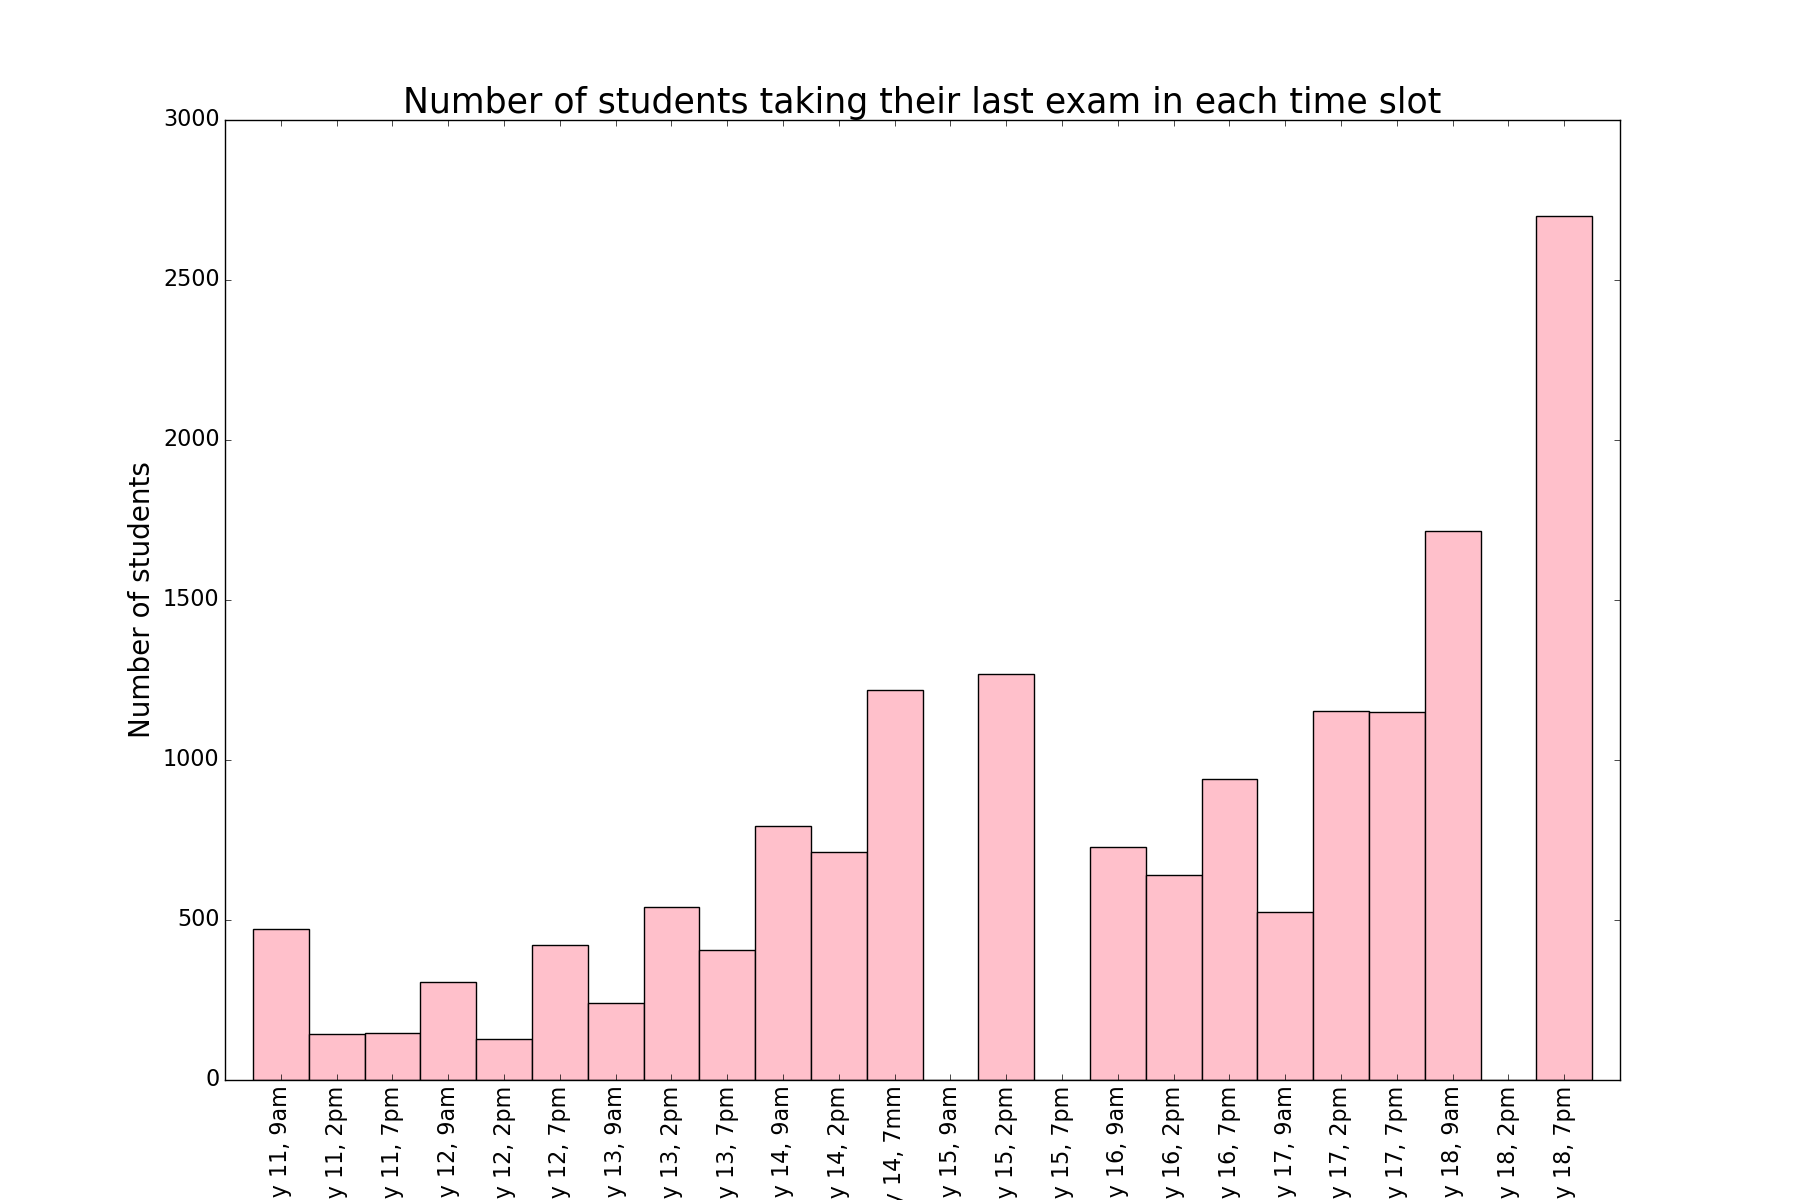 Number of students taking their last exam in each time slot
3000
2500
2000
1500
1000
500
0
Number of students
y 11, 9am
y 11, 2pm
y 11, 7pm
y 12, 9am
y 12, 2pm
y 12, 7pm
y 13, 9am
y 13, 2pm
y 13, 7pm
y 14, 9am
y 14, 2pm
y 14, 7mm
y 15, 9am
y 15, 2pm
y 15, 7pm
y 16, 9am
y 16, 2pm
y 16, 7pm
y 17, 9am
y 17, 2pm
y 17, 7pm
y 18, 9am
y 18, 2pm
y 18, 7pm